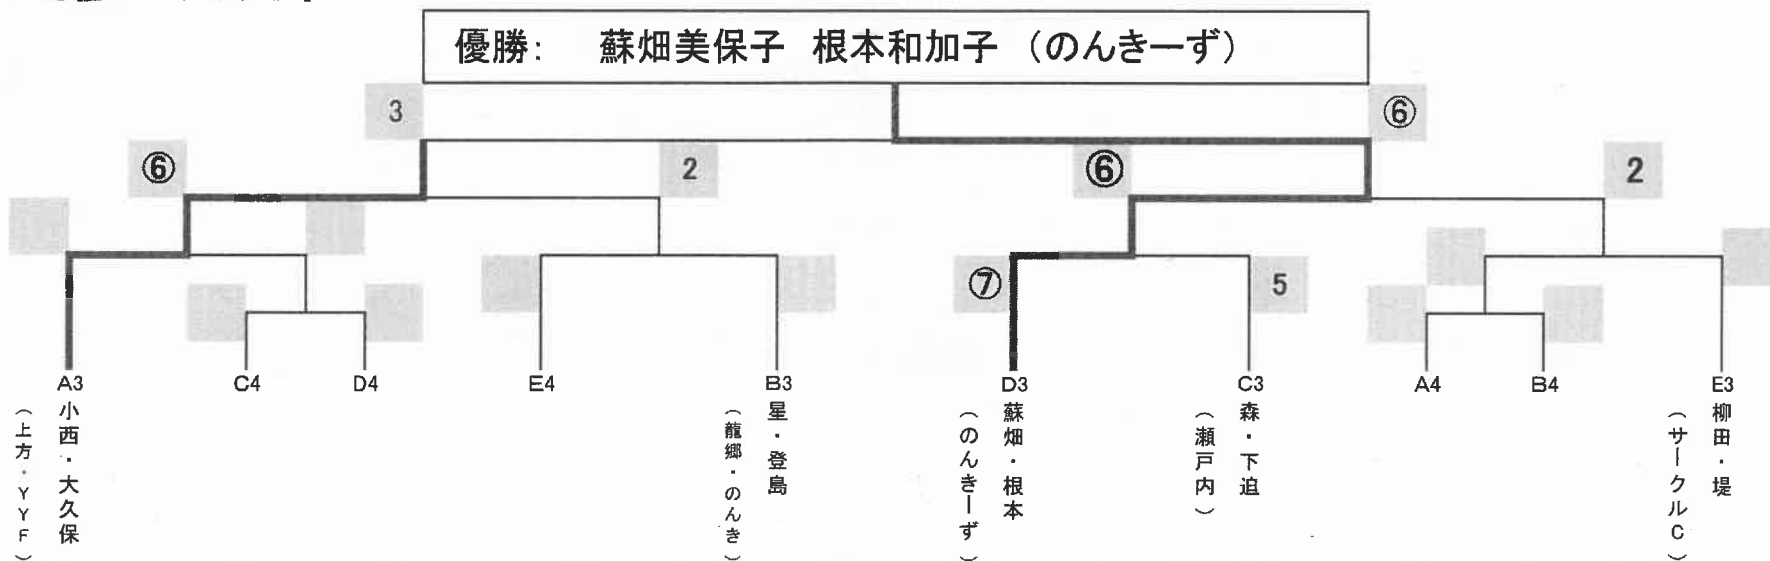 優勝： 蘇畑美保子 根本和加子 （のんきーず）
3
⑥
⑥
2
⑥
2
⑦
5
A3
C4
D4
E4
B3
D3
C3
A4
B4
E3
小西・大久保
（上方・YYF）
星・登島
（龍郷・のんき）
蘇畑・根本
（のんきーず）
森・下迫
（瀬戸内）
柳田・堤
（サークルC）